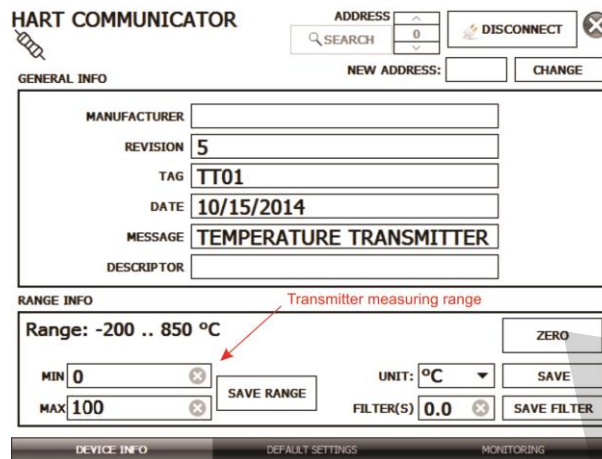 HART COMMUNICATOR
ADDRESS
SEARCH
0
DISCONNECT
NEW ADDRESS:
CHANGE
GENERAL INFO
MANUFACTURER
REVISION 5
TAG TT01
DATE 10/15/2014
MESSAGE TEMPERATURE TRANSMITTER
DESCRIPTOR
RANGE INFO
Transmitter measuring range
Range: -200 .. 850 ºC
ZERO
MIN 0
SAVE RANGE
UNIT: ºC
SAVE
MAX 100
FILTER(S) 0.0
SAVE FILTER
DEVICE INFO
DEFAULT SETTINGS
MONITORING